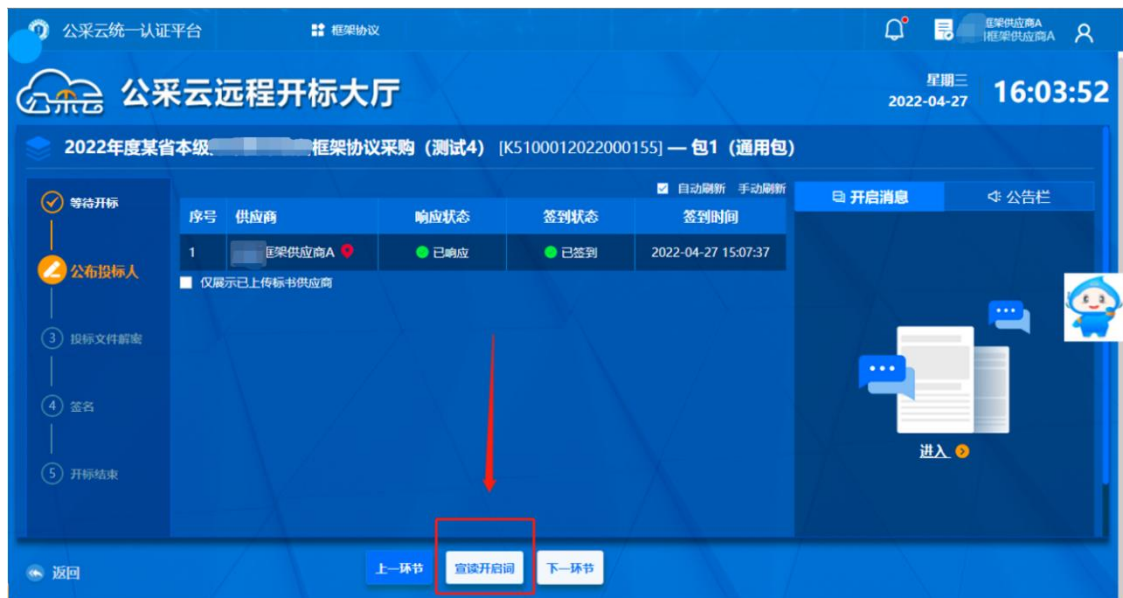 公采云统一认证平台
框架协议
框架供应商A
框架供应商A
公采云 公采云远程开标大厅
星期三
2022-04-27
16:03:52
2022年度某省本级 框架协议采购（测试4） [K5100012022000155] — 包1（通用包）
等待开标
公布投标人
3 投标文件解密
4 签名
5 开标结束
自动刷新 手动刷新
序号 供应商 响应状态 签到状态 签到时间
1 框架供应商A 已响应 已签到 2022-04-27 15:07:37
仅展示已上传标书供应商
开启消息
公告栏
进入
返回
上一环节
宣读开启词
下一环节